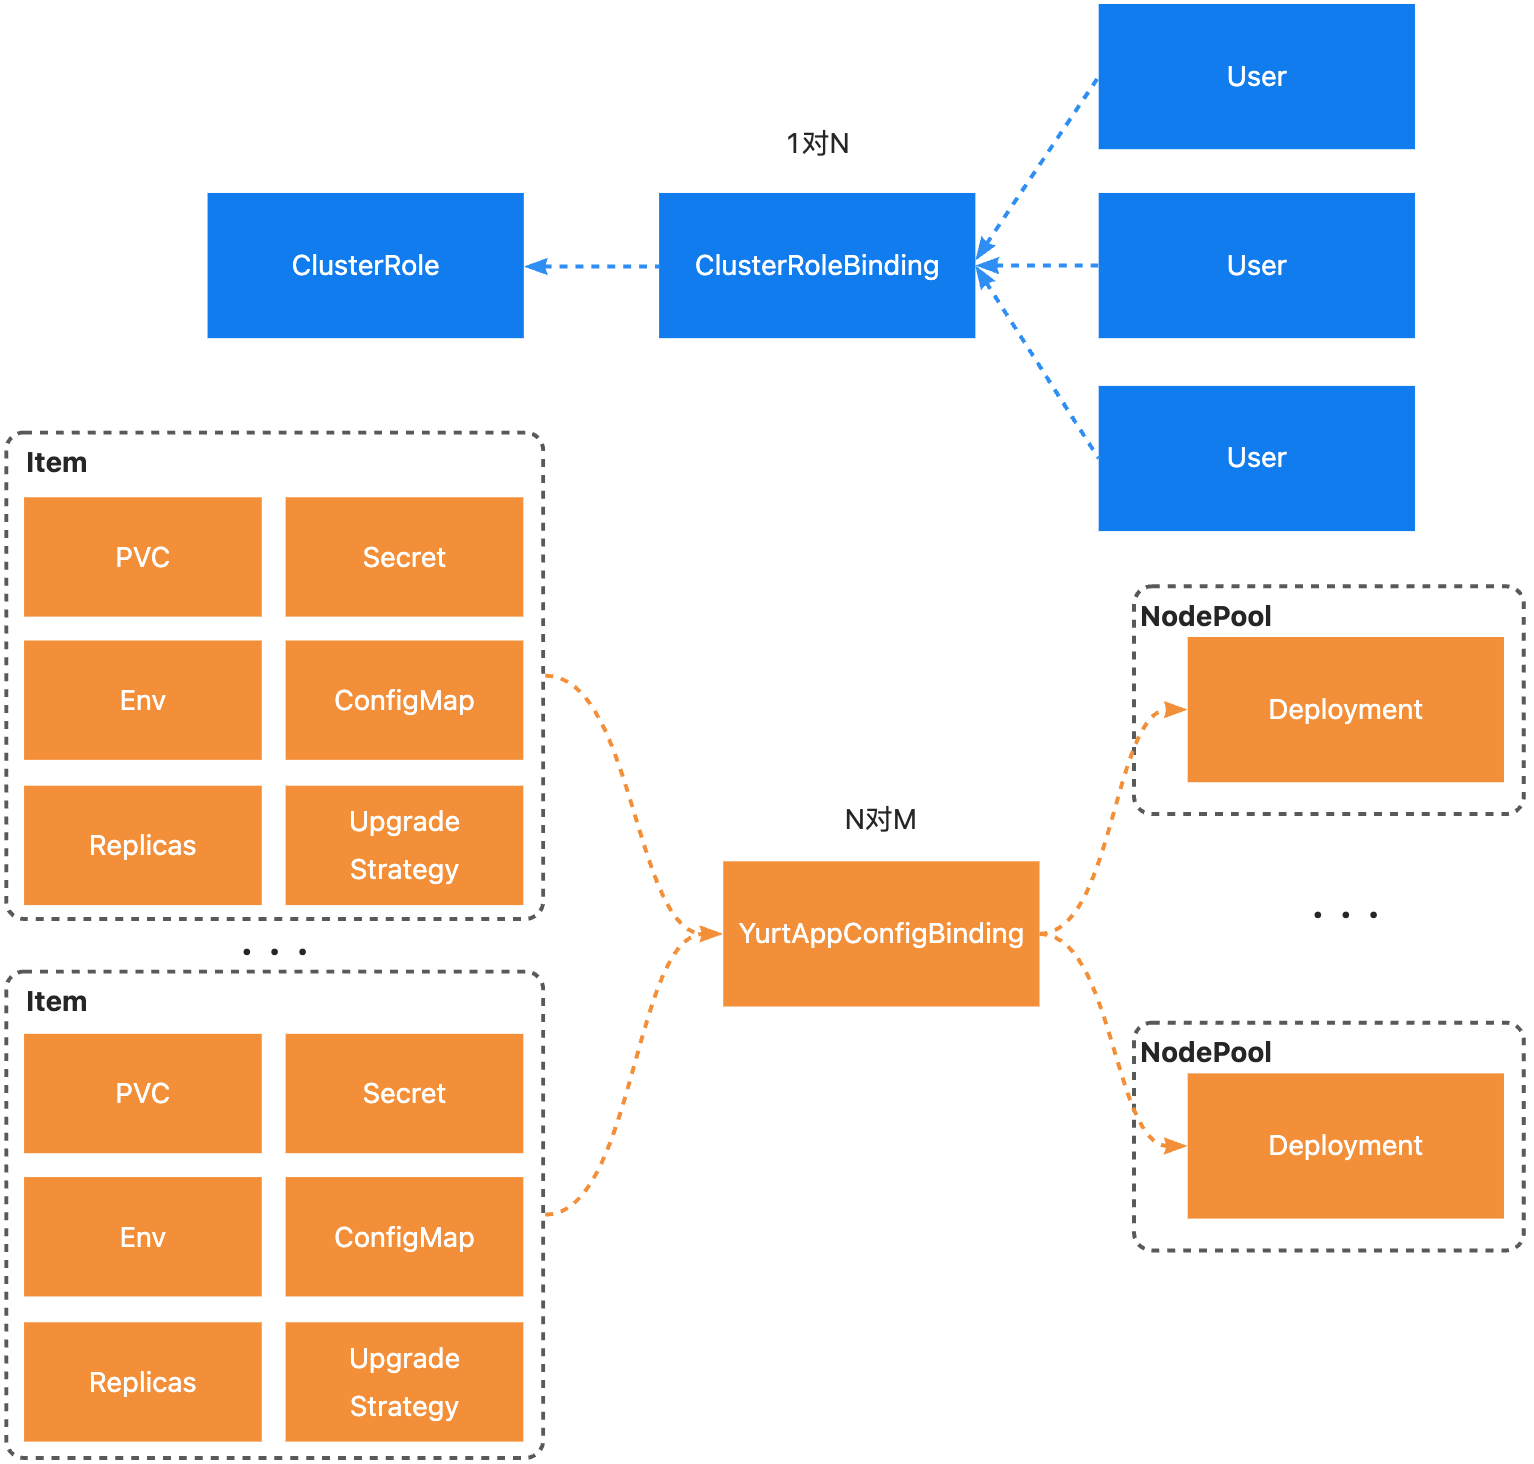 User
1对N
ClusterRole
ClusterRoleBinding
User
User
Item
PVC
Secret
Env
ConfigMap
Replicas
Upgrade
Strategy
. . .
Item
PVC
Secret
Env
ConfigMap
Replicas
Upgrade
Strategy
N对M
YurtAppConfigBinding
NodePool
Deployment
. . .
NodePool
Deployment